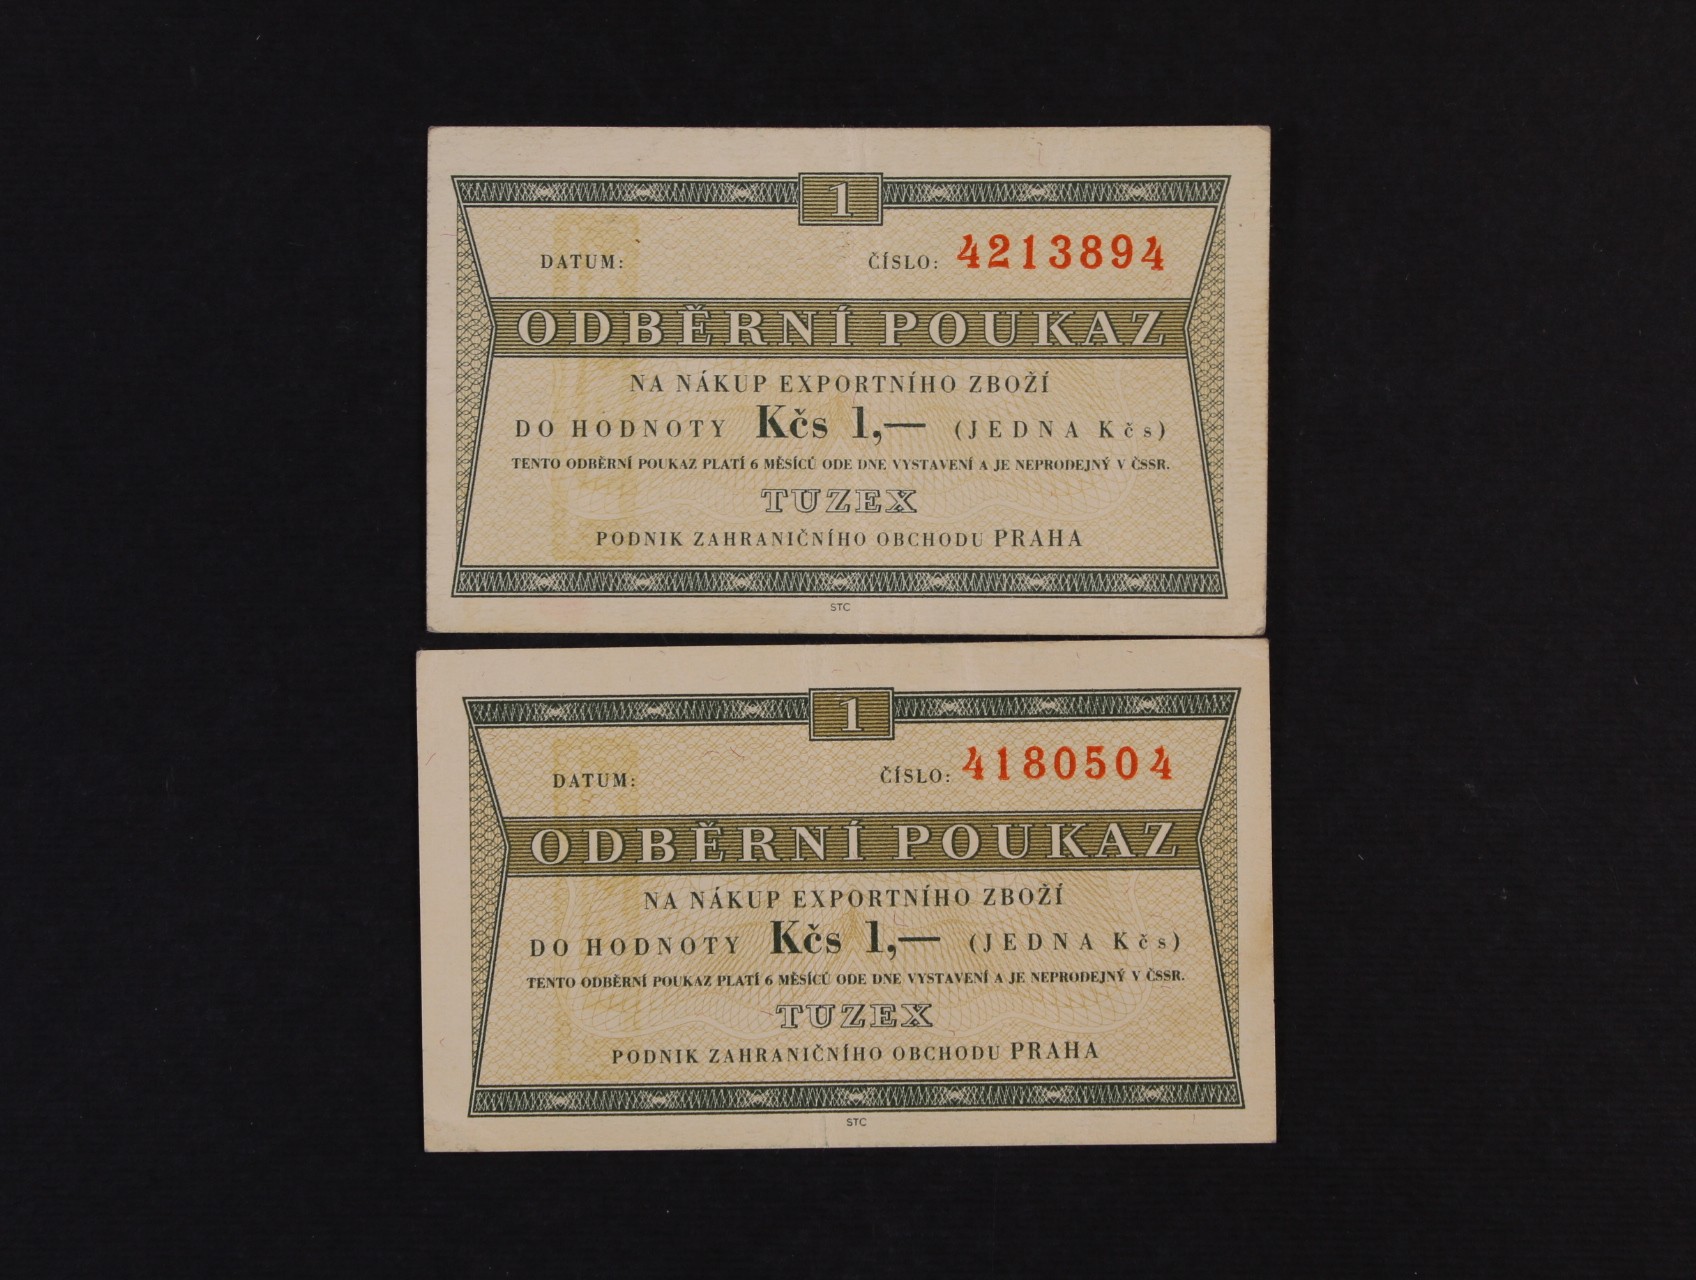 1
DATUM: ČÍSLO: 4213894
ODBĚRNÍ POUKAZ
NA NÁKUP EXPORTNÍHO ZBOŽÍ
DO HODNOTY Kčs 1,— (JEDNA Kčs)
TENTO ODBĚRNÍ POUKAZ PLATÍ 6 MĚSÍCŮ ODE DNE VYSTAVENÍ A JE NEPRODEJNÝ V ČSSR.
TUZEX
PODNIK ZAHRANIČNÍHO OBCHODU PRAHA
STC
1
DATUM: ČÍSLO: 4180504
ODBĚRNÍ POUKAZ
NA NÁKUP EXPORTNÍHO ZBOŽÍ
DO HODNOTY Kčs 1,— (JEDNA Kčs)
TENTO ODBĚRNÍ POUKAZ PLATÍ 6 MĚSÍCŮ ODE DNE VYSTAVENÍ A JE NEPRODEJNÝ V ČSSR.
TUZEX
PODNIK ZAHRANIČNÍHO OBCHODU PRAHA
STC